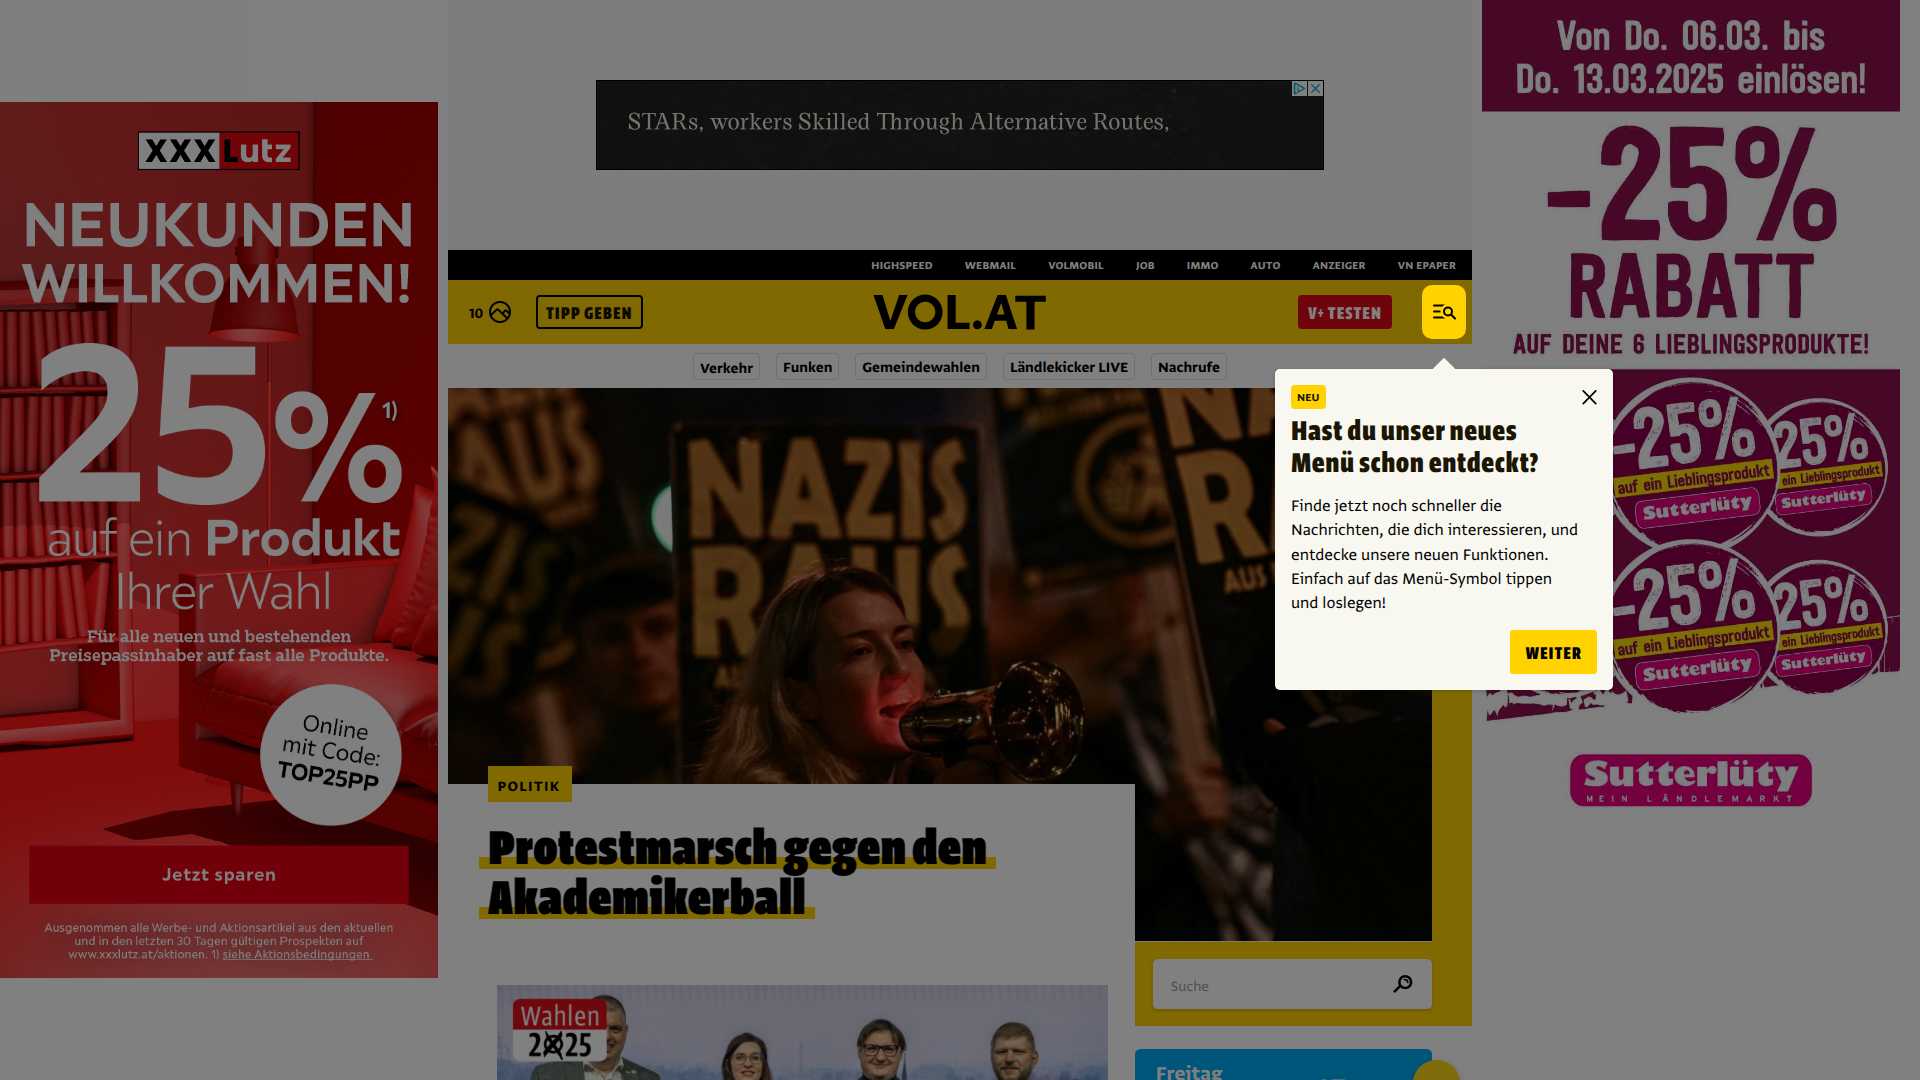 Von Do. 06.03. bis
Do. 13.03.2025 einlösen!
-25%
RABATT
AUF DEINE 6 LIEBLINGSPRODUKTE!
STARs, workers Skilled Through Alternative Routes,
XXXLutz
NEUKUNDEN
WILLKOMMEN!
25% 1)
auf ein Produkt
Ihrer Wahl
Für alle neuen und bestehenden
Preisepassinhaber auf fast alle Produkte.
Online
mit Code:
TOP25PP
Jetzt sparen
Ausgenommen alle Werbe- und Aktionsartikel aus den aktuellen
und in den letzten 30 Tagen gültigen Prospekten auf
www.xxxlutz.at/aktionen. 1) siehe Aktionsbedingungen
HIGHSPEED WEBMAIL VOLMOBIL JOB IMMO AUTO ANZEIGER VN EPAPER
10 TIPP GEBEN VOL.AT V+ TESTEN
Verkehr Funken Gemeindewahlen Ländlekicker LIVE Nachrufe
NEU
Hast du unser neues
Menü schon entdeckt?
Finde jetzt noch schneller die
Nachrichten, die dich interessieren, und
entdecke unsere neuen Funktionen.
Einfach auf das Menü-Symbol tippen
und loslegen!
WEITER
NAZIS
RAUS
NA
RA
AUS
POLITIK
Protestmarsch gegen den
Akademikerball
Suche
Wahlen
2025
Freitag
-25% 25%
auf ein Lieblingsprodukt ein Lieblingsprodukt
Sutterlüty Sutterlüty
-25% 25%
auf ein Lieblingsprodukt ein Lieblingsprodukt
Sutterlüty Sutterlüty
Sutterlüty
MEIN LÄNDLEMARKT